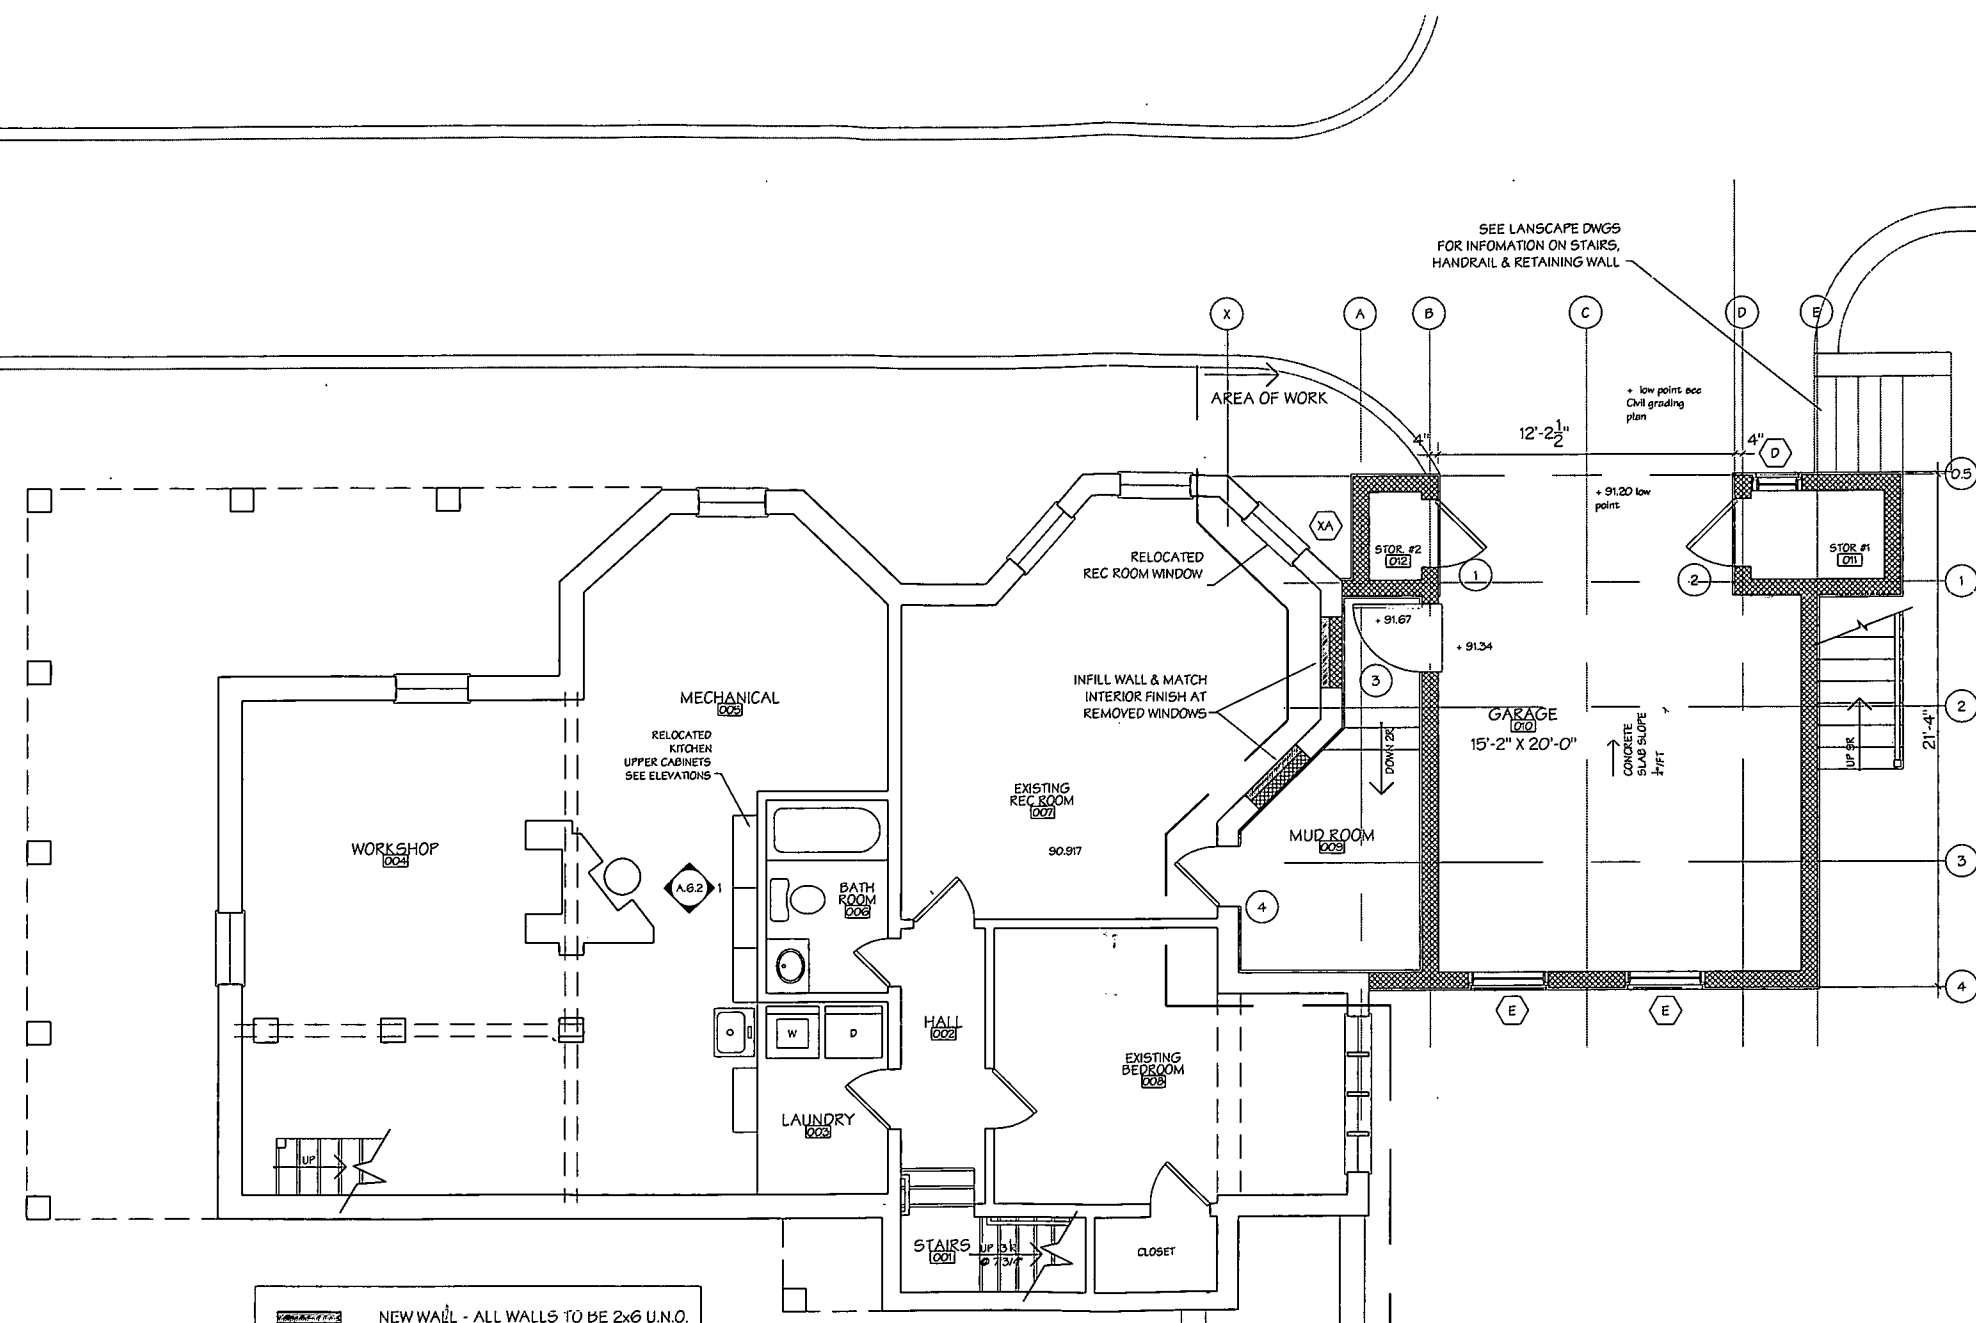 SEE LANSCAPE DWGS
FOR INFOMATION ON STAIRS,
HANDRAIL & RETAINING WALL
X
A
B
C
D
E
AREA OF WORK
+ low point see
Civil grading
plan
4"
12'-2½"
4"
D
0.5
+ 91.20 low
point
XA
STOR. #2
012
STOR #1
011
RELOCATED
REC ROOM WINDOW
1
2
1
+ 91.67
+ 91.34
INFILL WALL & MATCH
INTERIOR FINISH AT
REMOVED WINDOWS
3
MECHANICAL
005
GARAGE
010
15'-2" X 20'-0"
2
RELOCATED
KITCHEN
UPPER CABINETS
SEE ELEVATIONS
DOWN 2R
CONCRETE
SLAB SLOPE
UP 9R
21'-4"
EXISTING
REC ROOM
007
90.917
MUD ROOM
009
WORKSHOP
004
3
A.6.2
1
BATH
ROOM
006
4
4
E
E
HALL
002
W
D
EXISTING
BEDROOM
008
LAUNDRY
003
UP
STAIRS
001
CLOSET
NEW WALL - ALL WALLS TO BE 2x6 U.N.O.